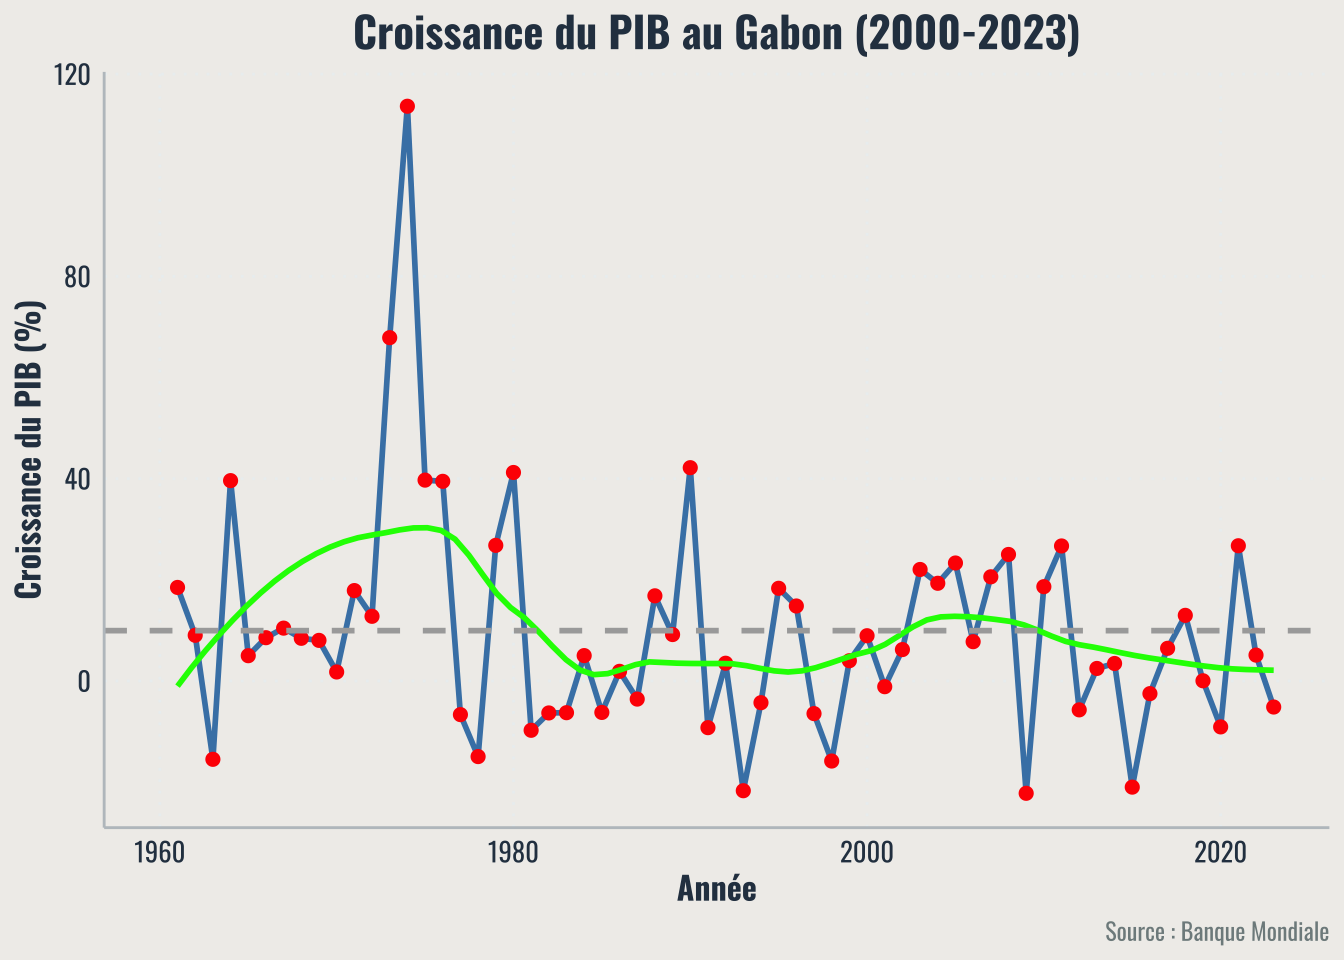 Croissance du PIB au Gabon (2000-2023)
Croissance du PIB (%)
120
80
40
0
1960
1980
2000
2020
Année
Source : Banque Mondiale